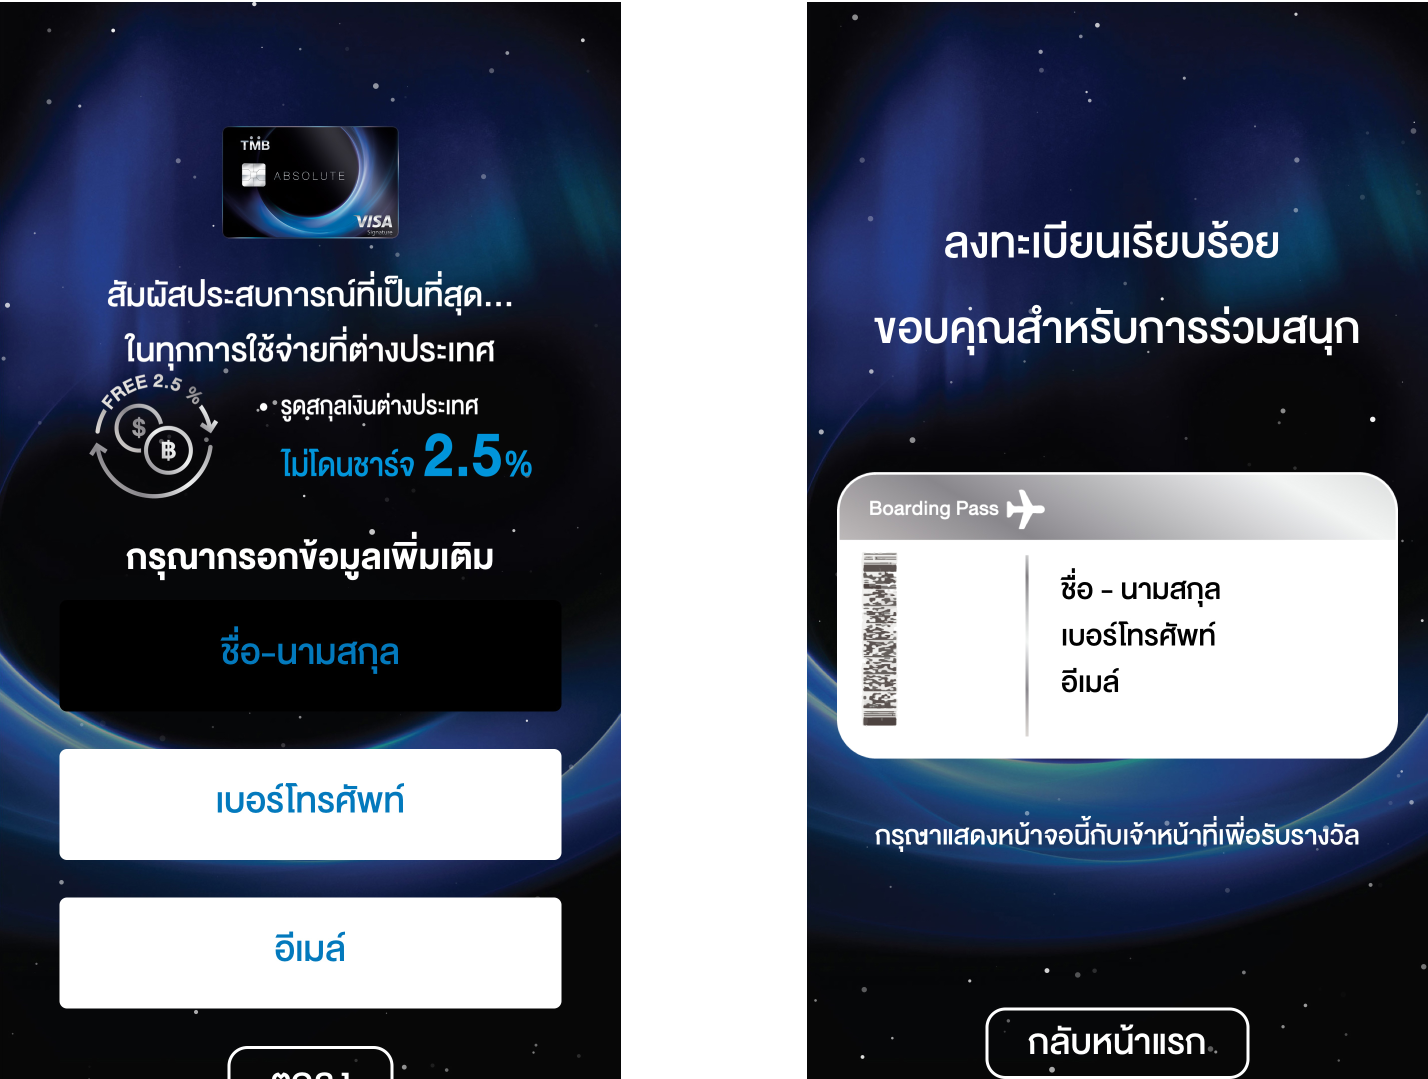 TMB
ABSOLUTE
VISA
Signature
สัมผัสประสบการณ์ที่เป็นที่สุด...
ในทุกการใช้จ่ายที่ต่างประเทศ
FREE 2.5 %
$
฿
• รูดสกุลเงินต่างประเทศ
ไม่โดนชาร์จ 2.5%
กรุณากรอกข้อมูลเพิ่มเติม
ชื่อ-นามสกุล
เบอร์โทรศัพท์
อีเมล์
ลงทะเบียนเรียบร้อย
ขอบคุณสำหรับการร่วมสนุก
Boarding Pass
ชื่อ - นามสกุล
เบอร์โทรศัพท์
อีเมล์
กรุณาแสดงหน้าจอนี้กับเจ้าหน้าที่เพื่อรับรางวัล
กลับหน้าแรก